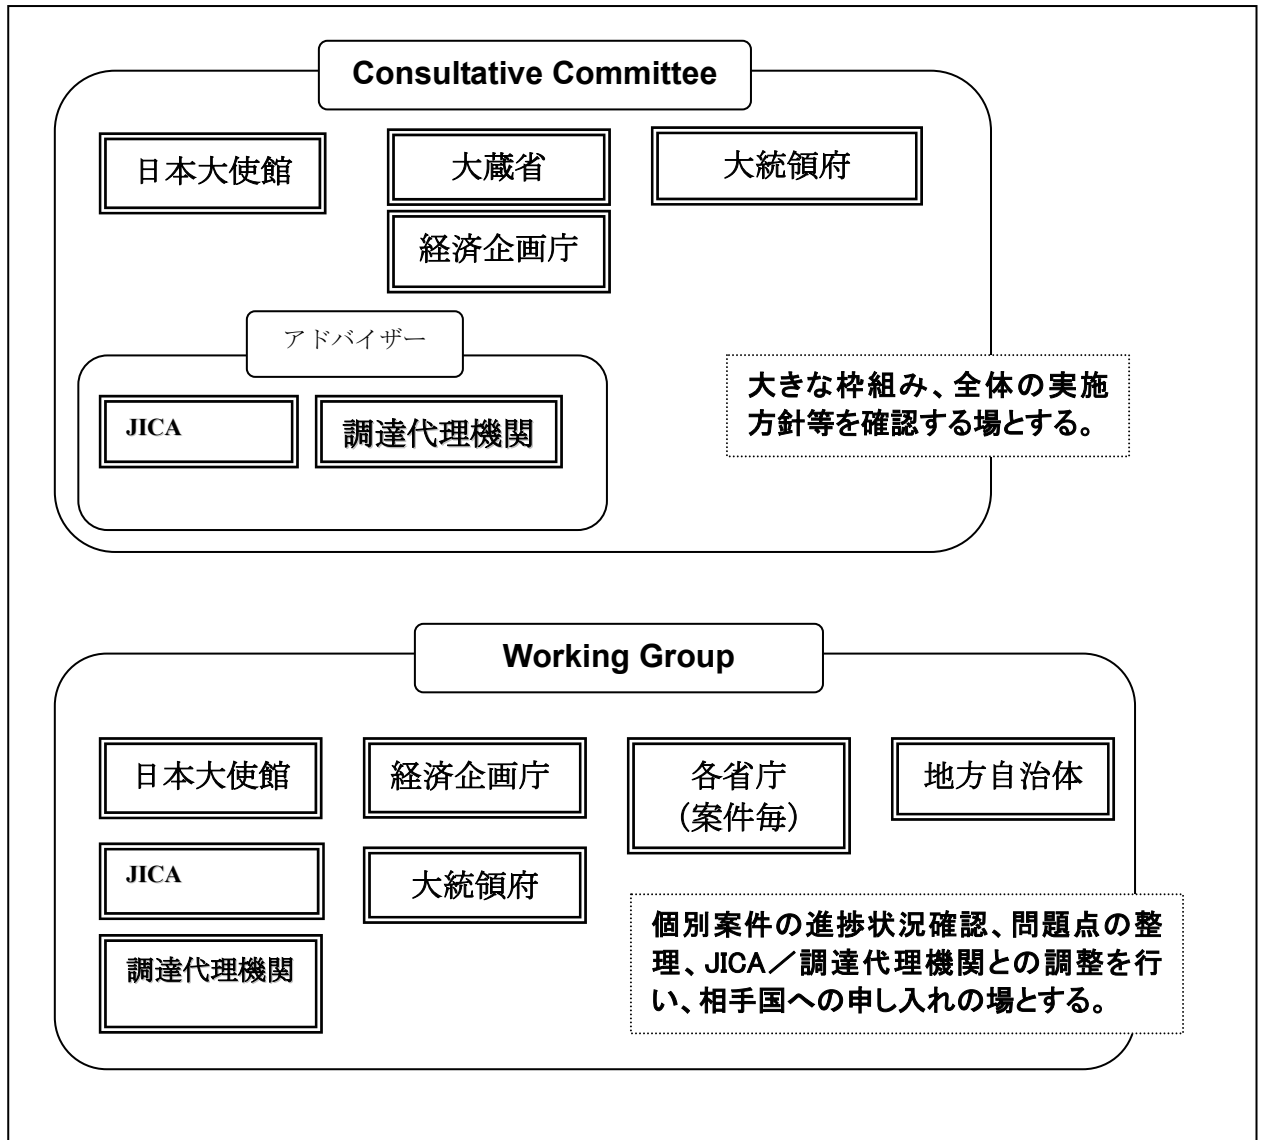 Consultative Committee
日本大使館
大蔵省
大統領府
経済企画庁
アドバイザー
JICA
調達代理機関
大きな枠組み、全体の実施
方針等を確認する場とする。
Working Group
日本大使館
経済企画庁
各省庁
（案件毎）
地方自治体
JICA
大統領府
調達代理機関
個別案件の進捗状況確認、問題点の整
理、JICA／調達代理機関との調整を行
い、相手国への申し入れの場とする。